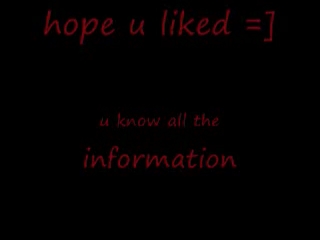 hope u liked =]
u know all the
information